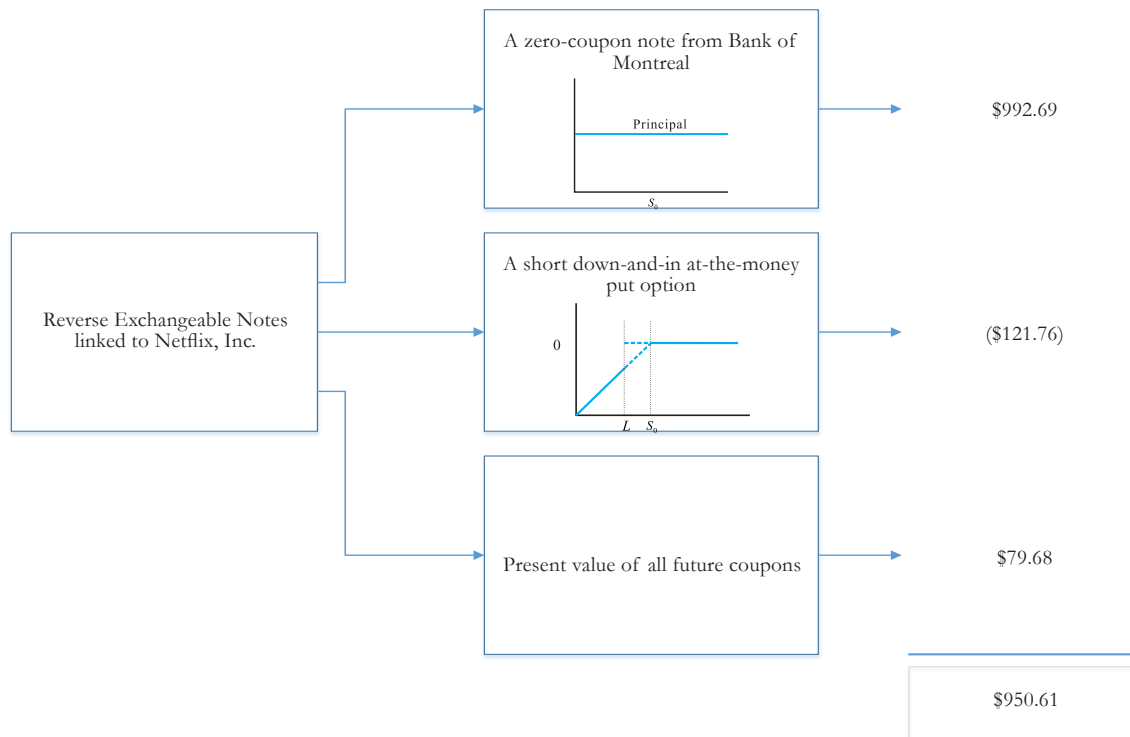 A zero-coupon note from Bank of
Montreal
Principal
S₀
$992.69
Reverse Exchangeable Notes
linked to Netflix, Inc.
A short down-and-in at-the-money
put option
0
L S₀
($121.76)
Present value of all future coupons
$79.68
$950.61